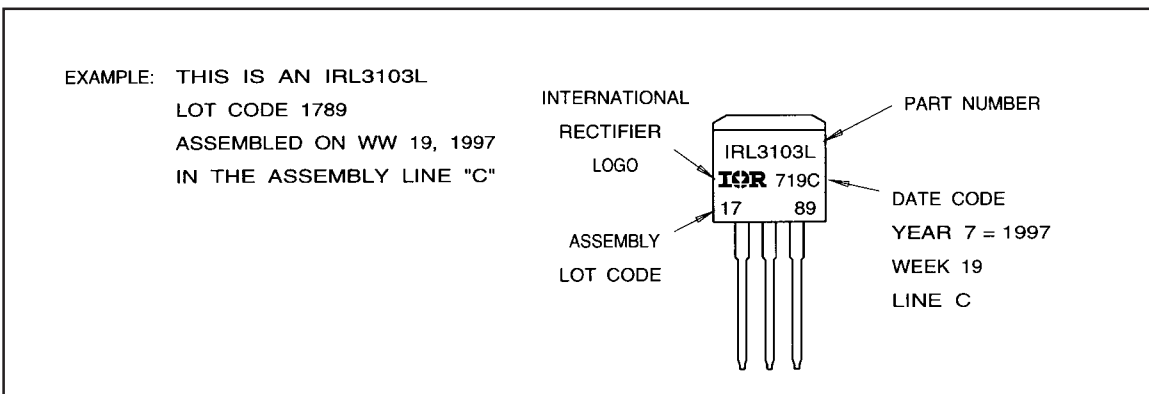 EXAMPLE: THIS IS AN IRL3103L
LOT CODE 1789
ASSEMBLED ON WW 19, 1997
IN THE ASSEMBLY LINE "C"
INTERNATIONAL
RECTIFIER
LOGO
ASSEMBLY
LOT CODE
IRL3103L
IOR 719C
17 89
PART NUMBER
DATE CODE
YEAR 7 = 1997
WEEK 19
LINE C